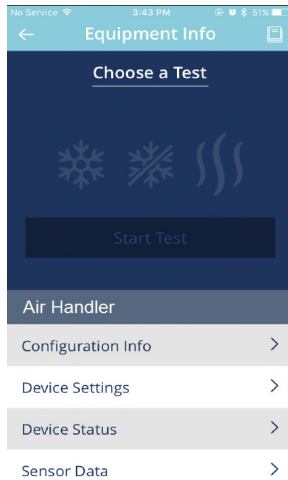 No Service 3:43 PM 51%
Equipment Info
Choose a Test
Start Test
Air Handler
Configuration Info
Device Settings
Device Status
Sensor Data